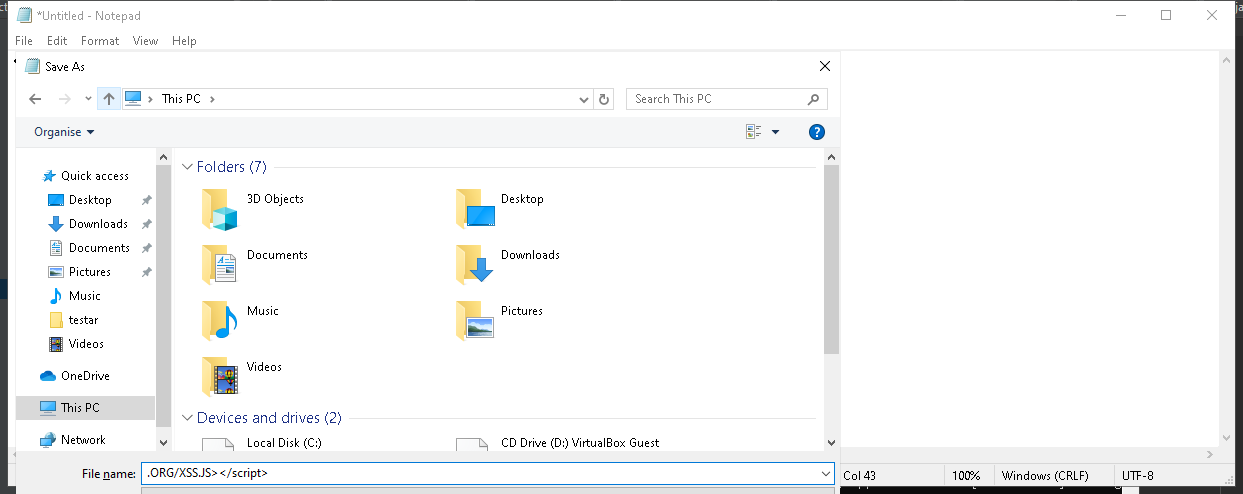 *Untitled - Notepad
File Edit Format View Help
Save As
This PC
Search This PC
Organise
Quick access
Desktop
Downloads
Documents
Pictures
Music
testar
Videos
OneDrive
This PC
Network
Folders (7)
3D Objects
Desktop
Documents
Downloads
Music
Pictures
Videos
Devices and drives (2)
Local Disk (C:)
CD Drive (D:) VirtualBox Guest
File name: .ORG/XSS.JS></script>
Col 43 100% Windows (CRLF) UTF-8